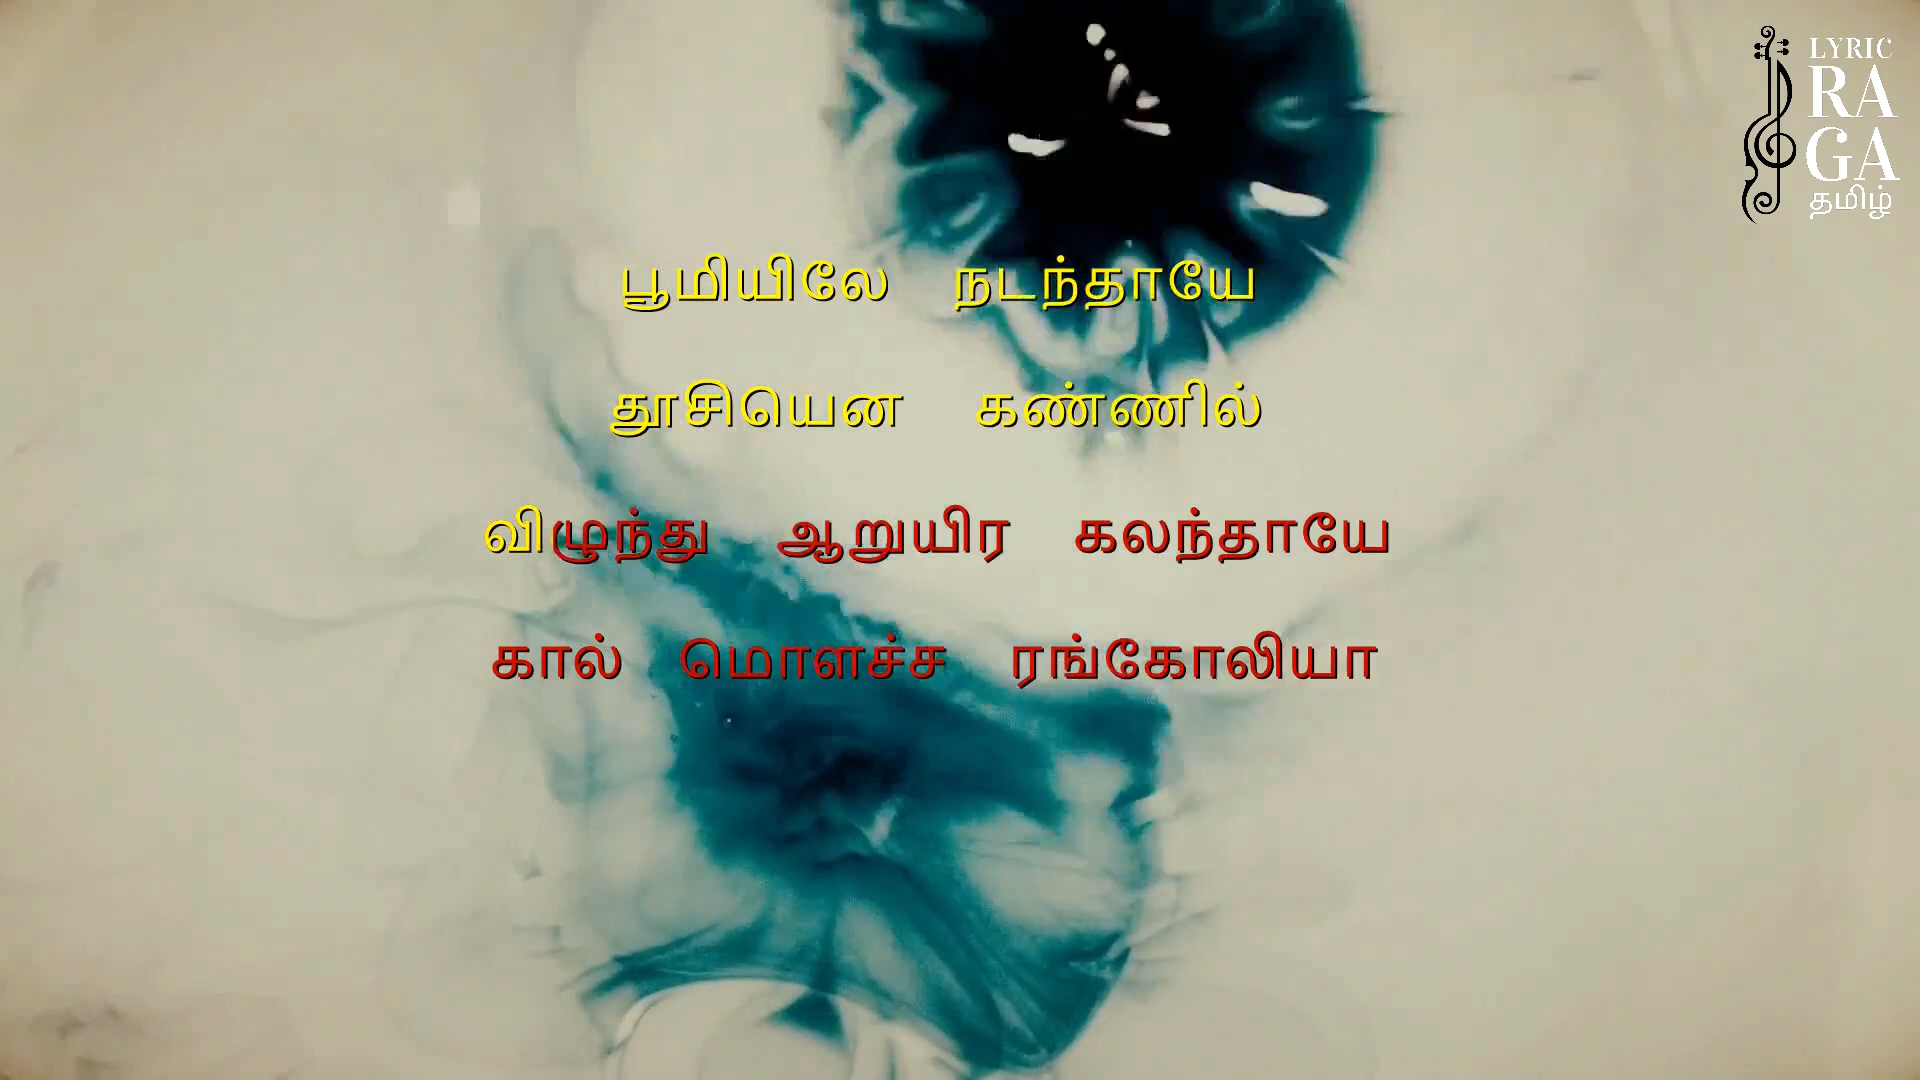 LYRIC
RA
GA
தமிழ்
பூமியிலே நடந்தாயே
தூசியென கண்ணில்
விழுந்து ஆறுயிர கலந்தாயே
கால் மொளச்ச ரங்கோலியா